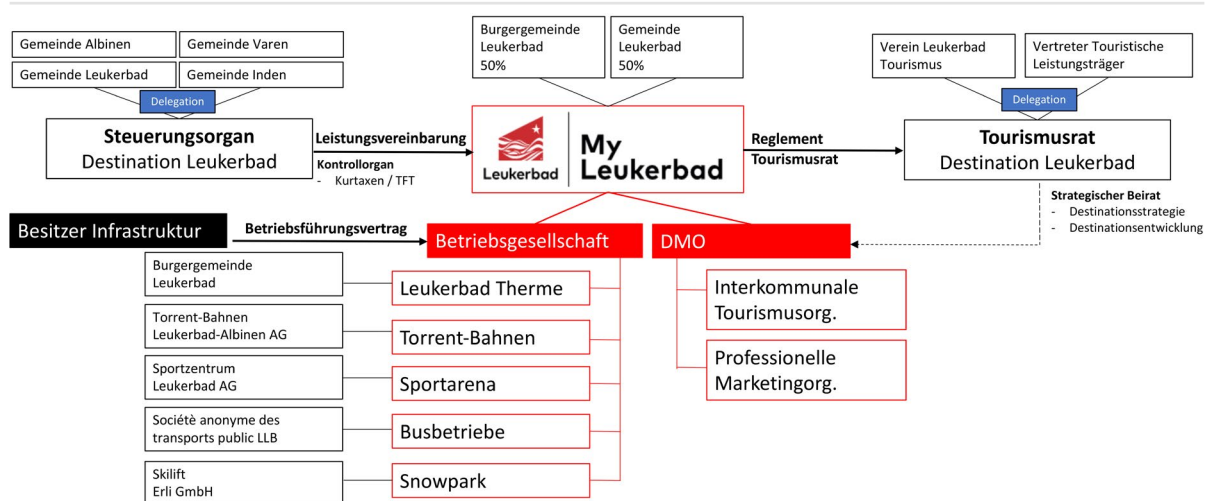 Gemeinde Albinen
Gemeinde Varen
Gemeinde Leukerbad
Gemeinde Inden
Delegation
Steuerungsorgan
Destination Leukerbad
Leistungsvereinbarung
Kontrollorgan
- Kurtaxen / TFT
Burgergemeinde
Leukerbad
50%
Gemeinde
Leukerbad
50%
Leukerbad
My
Leukerbad
Reglement
Tourismusrat
Verein Leukerbad
Tourismus
Vertreter Touristische
Leistungsträger
Delegation
Tourismusrat
Destination Leukerbad
Strategischer Beirat
- Destinationsstrategie
- Destinationsentwicklung
Besitzer Infrastruktur
Betriebsführungsvertrag
Betriebsgesellschaft
DMO
Burgergemeinde
Leukerbad
Leukerbad Therme
Torrent-Bahnen
Leukerbad-Albinen AG
Torrent-Bahnen
Sportzentrum
Leukerbad AG
Sportarena
Sociétè anonyme des
transports public LLB
Busbetriebe
Skilift
Erli GmbH
Snowpark
Interkommunale
Tourismusorg.
Professionelle
Marketingorg.